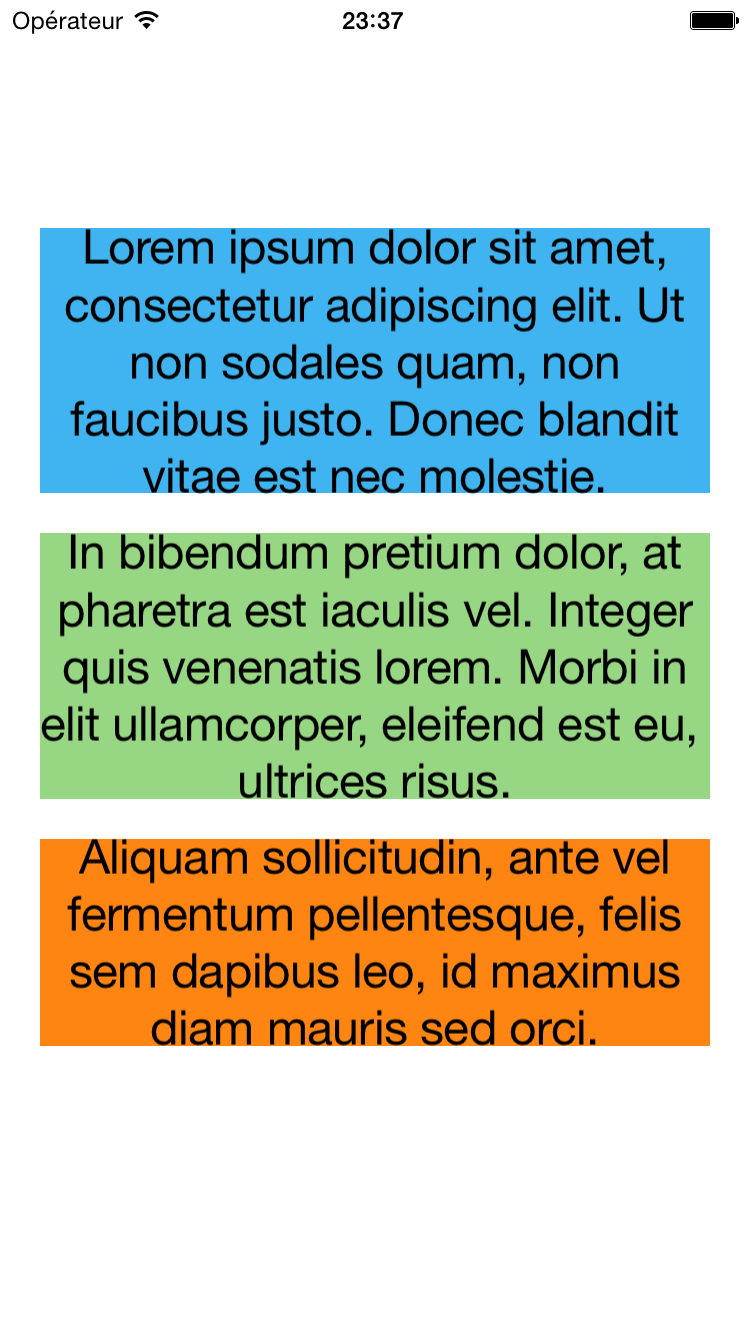 Opérateur 23:37
Lorem ipsum dolor sit amet,
consectetur adipiscing elit. Ut
non sodales quam, non
faucibus justo. Donec blandit
vitae est nec molestie.
In bibendum pretium dolor, at
pharetra est iaculis vel. Integer
quis venenatis lorem. Morbi in
elit ullamcorper, eleifend est eu,
ultrices risus.
Aliquam sollicitudin, ante vel
fermentum pellentesque, felis
sem dapibus leo, id maximus
diam mauris sed orci.